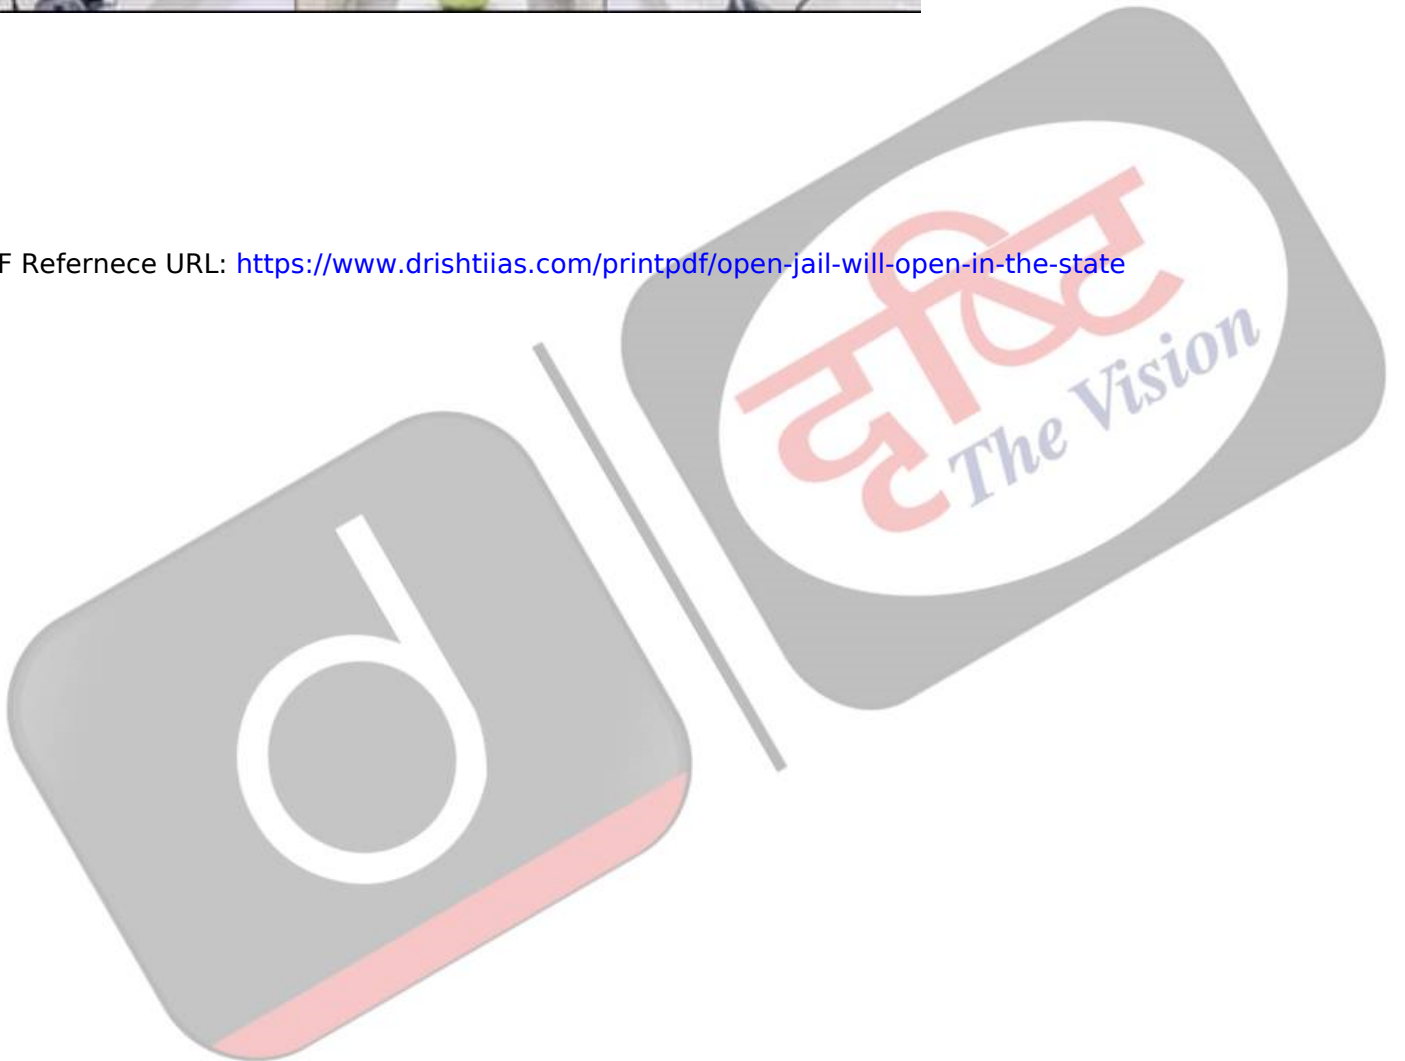 F Refernece URL: https://www.drishtiias.com/printpdf/open-jail-will-open-in-the-state
दृष्टि
The Vision
d